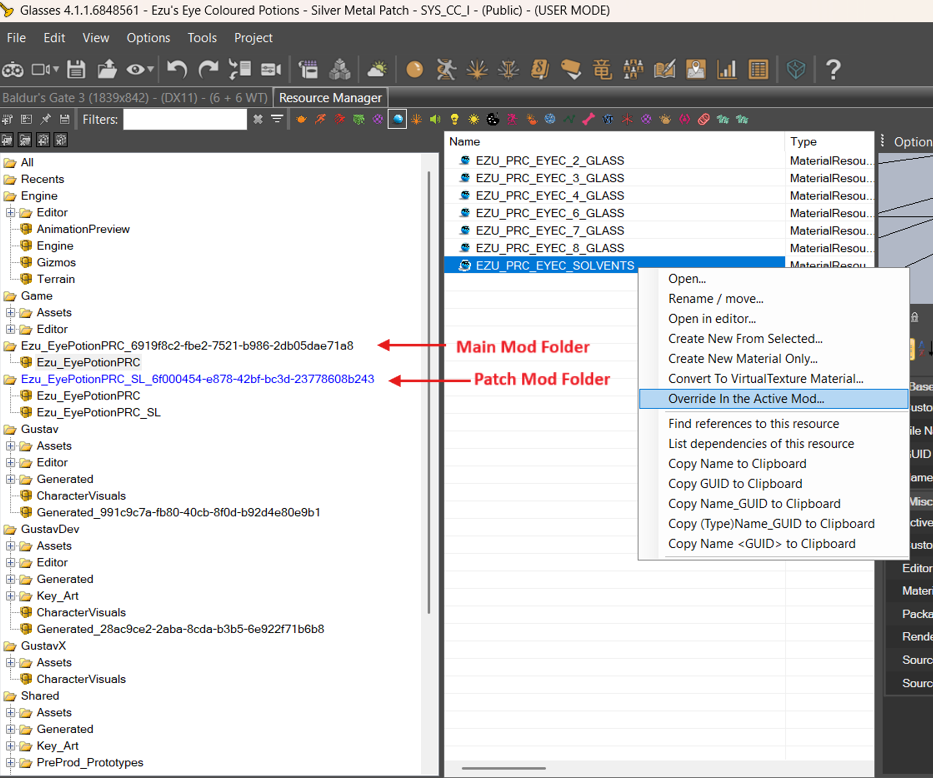 Glasses 4.1.1.6848561 - Ezu's Eye Coloured Potions - Silver Metal Patch - SYS_CC_I - (Public) - (USER MODE)
File Edit View Options Tools Project
Baldur's Gate 3 (1839x842) - (DX11) - (6 + 6 WT) Resource Manager
Filters:
All
Recents
Engine
Editor
AnimationPreview
Engine
Gizmos
Terrain
Game
Assets
Editor
Ezu_EyePotionPRC_6919f8c2-fbe2-7521-b986-2db05dae71a8
Ezu_EyePotionPRC
Ezu_EyePotionPRC_SL_6f000454-e878-42bf-bc3d-23778608b243
Ezu_EyePotionPRC
Ezu_EyePotionPRC_SL
Gustav
Assets
Editor
Generated
CharacterVisuals
Generated_991c9c7a-fb80-40cb-8f0d-b92d4e80e9b1
GustavDev
Assets
Editor
Generated
Key_Art
CharacterVisuals
Generated_28ac9ce2-2aba-8cda-b3b5-6e922f71b6b8
GustavX
Assets
CharacterVisuals
Shared
Assets
Generated
Key_Art
PreProd_Prototypes
Main Mod Folder
Patch Mod Folder
Name Type
EZU_PRC_EYEC_2_GLASS MaterialResou...
EZU_PRC_EYEC_3_GLASS MaterialResou...
EZU_PRC_EYEC_4_GLASS MaterialResou...
EZU_PRC_EYEC_6_GLASS MaterialResou...
EZU_PRC_EYEC_7_GLASS MaterialResou...
EZU_PRC_EYEC_8_GLASS MaterialResou...
EZU_PRC_EYEC_SOLVENTS MaterialResou...
Open...
Rename / move...
Open in editor...
Create New From Selected...
Create New Material Only...
Convert To VirtualTexture Material...
Override In the Active Mod...
Find references to this resource
List dependencies of this resource
Copy Name to Clipboard
Copy GUID to Clipboard
Copy Name_GUID to Clipboard
Copy (Type)Name_GUID to Clipboard
Copy Name <GUID> to Clipboard
Option
Base
usto
ile N
UID
ame
Misc
ctive
usto
Editor
Materi
Packa
Rende
Sourc
Sourc